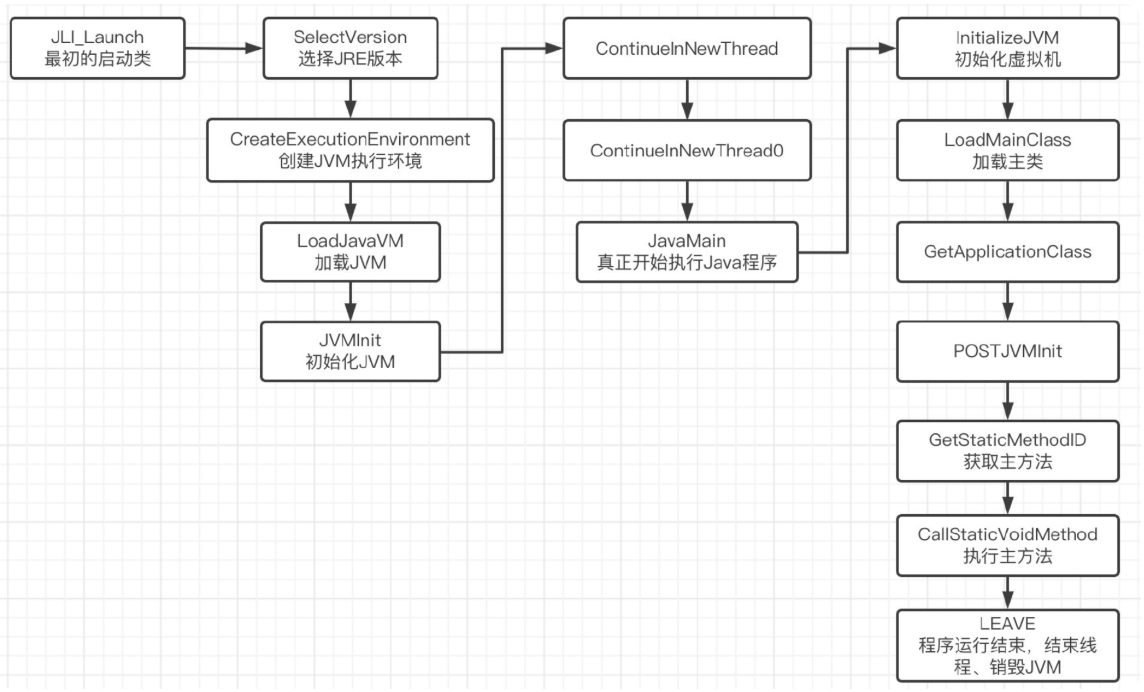 JLI_Launch
最初的启动类
SelectVersion
选择JRE版本
CreateExecutionEnvironment
创建JVM执行环境
LoadJavaVM
加载JVM
JVMInit
初始化JVM
ContinueInNewThread
ContinueInNewThread0
JavaMain
真正开始执行Java程序
InitializeJVM
初始化虚拟机
LoadMainClass
加载主类
GetApplicationClass
POSTJVMInit
GetStaticMethodID
获取主方法
CallStaticVoidMethod
执行主方法
LEAVE
程序运行结束，结束线
程、销毁JVM